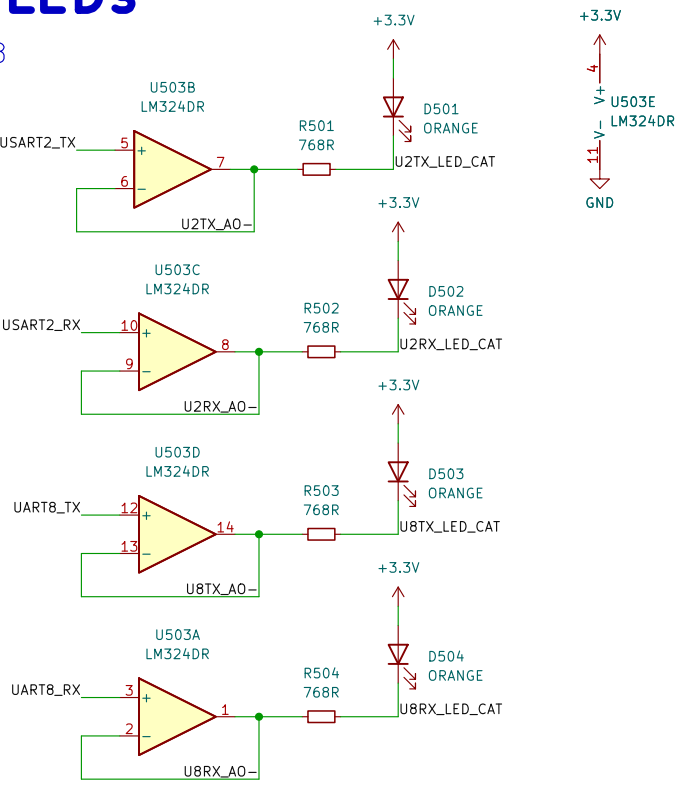 LEDs
+3.3V
+3.3V
U503B
LM324DR
D501
ORANGE
4
V+
U503E
LM324DR
V-
11
GND
R501
768R
USART2_TX
5
+
7
6
-
U2TX_LED_CAT
U2TX_AO-
+3.3V
U503C
LM324DR
D502
ORANGE
R502
768R
USART2_RX
10
+
8
9
-
U2RX_LED_CAT
U2RX_AO-
+3.3V
U503D
LM324DR
D503
ORANGE
R503
768R
UART8_TX
12
+
14
13
-
U8TX_LED_CAT
U8TX_AO-
+3.3V
U503A
LM324DR
D504
ORANGE
R504
768R
UART8_RX
3
+
1
2
-
U8RX_LED_CAT
U8RX_AO-